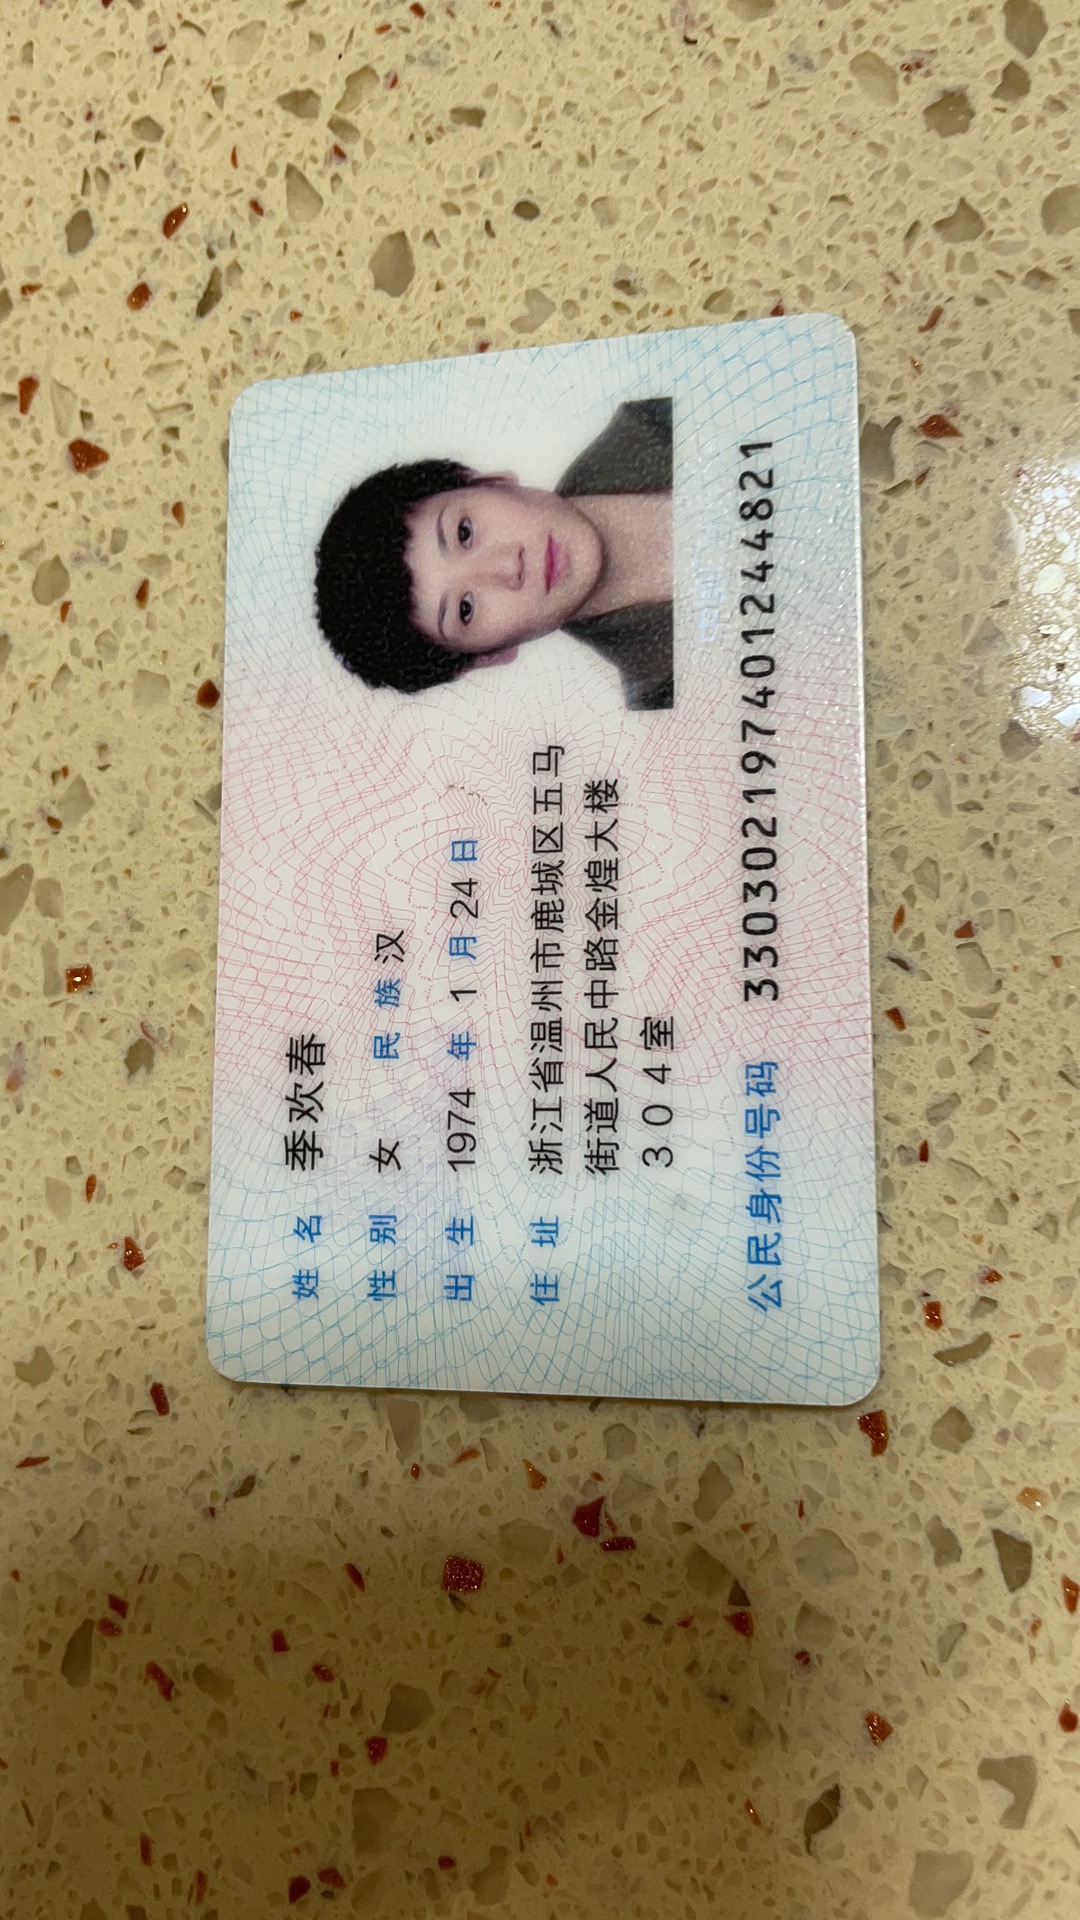 姓名 季欢春
性别 女 民族 汉
出生 1974 年 1 月 24 日
住址 浙江省温州市鹿城区五马
街道人民中路金煌大楼
304室
公民身份号码 330302197401244821